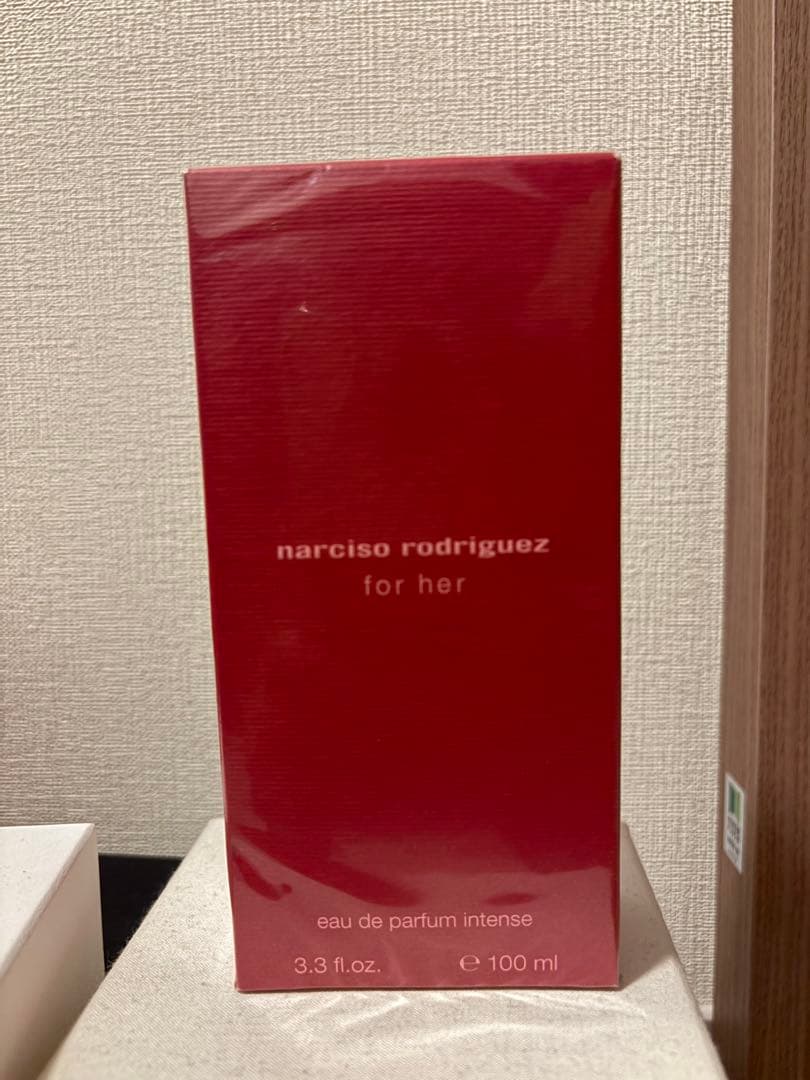 narciso rodriguez
for her
eau de parfum intense
3.3 fl.oz. ℮ 100 ml